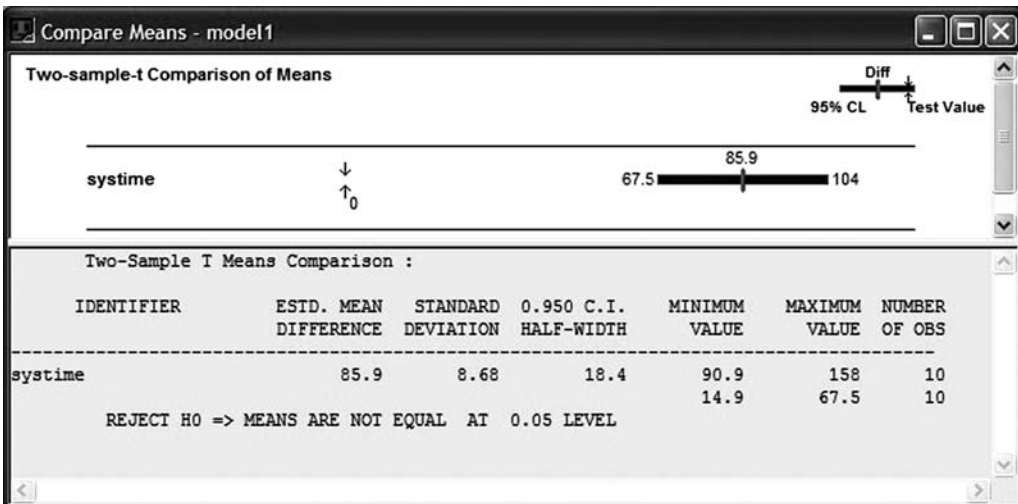 Compare Means - model1
Two-sample-t Comparison of Means
Diff
95% CL Test Value
systime 0 67.5 85.9 104
Two-Sample T Means Comparison :
IDENTIFIER ESTD. MEAN STANDARD 0.950 C.I. MINIMUM MAXIMUM NUMBER
DIFFERENCE DEVIATION HALF-WIDTH VALUE VALUE OF OBS
systime 85.9 8.68 18.4 90.9 158 10
14.9 67.5 10
REJECT H0 => MEANS ARE NOT EQUAL AT 0.05 LEVEL